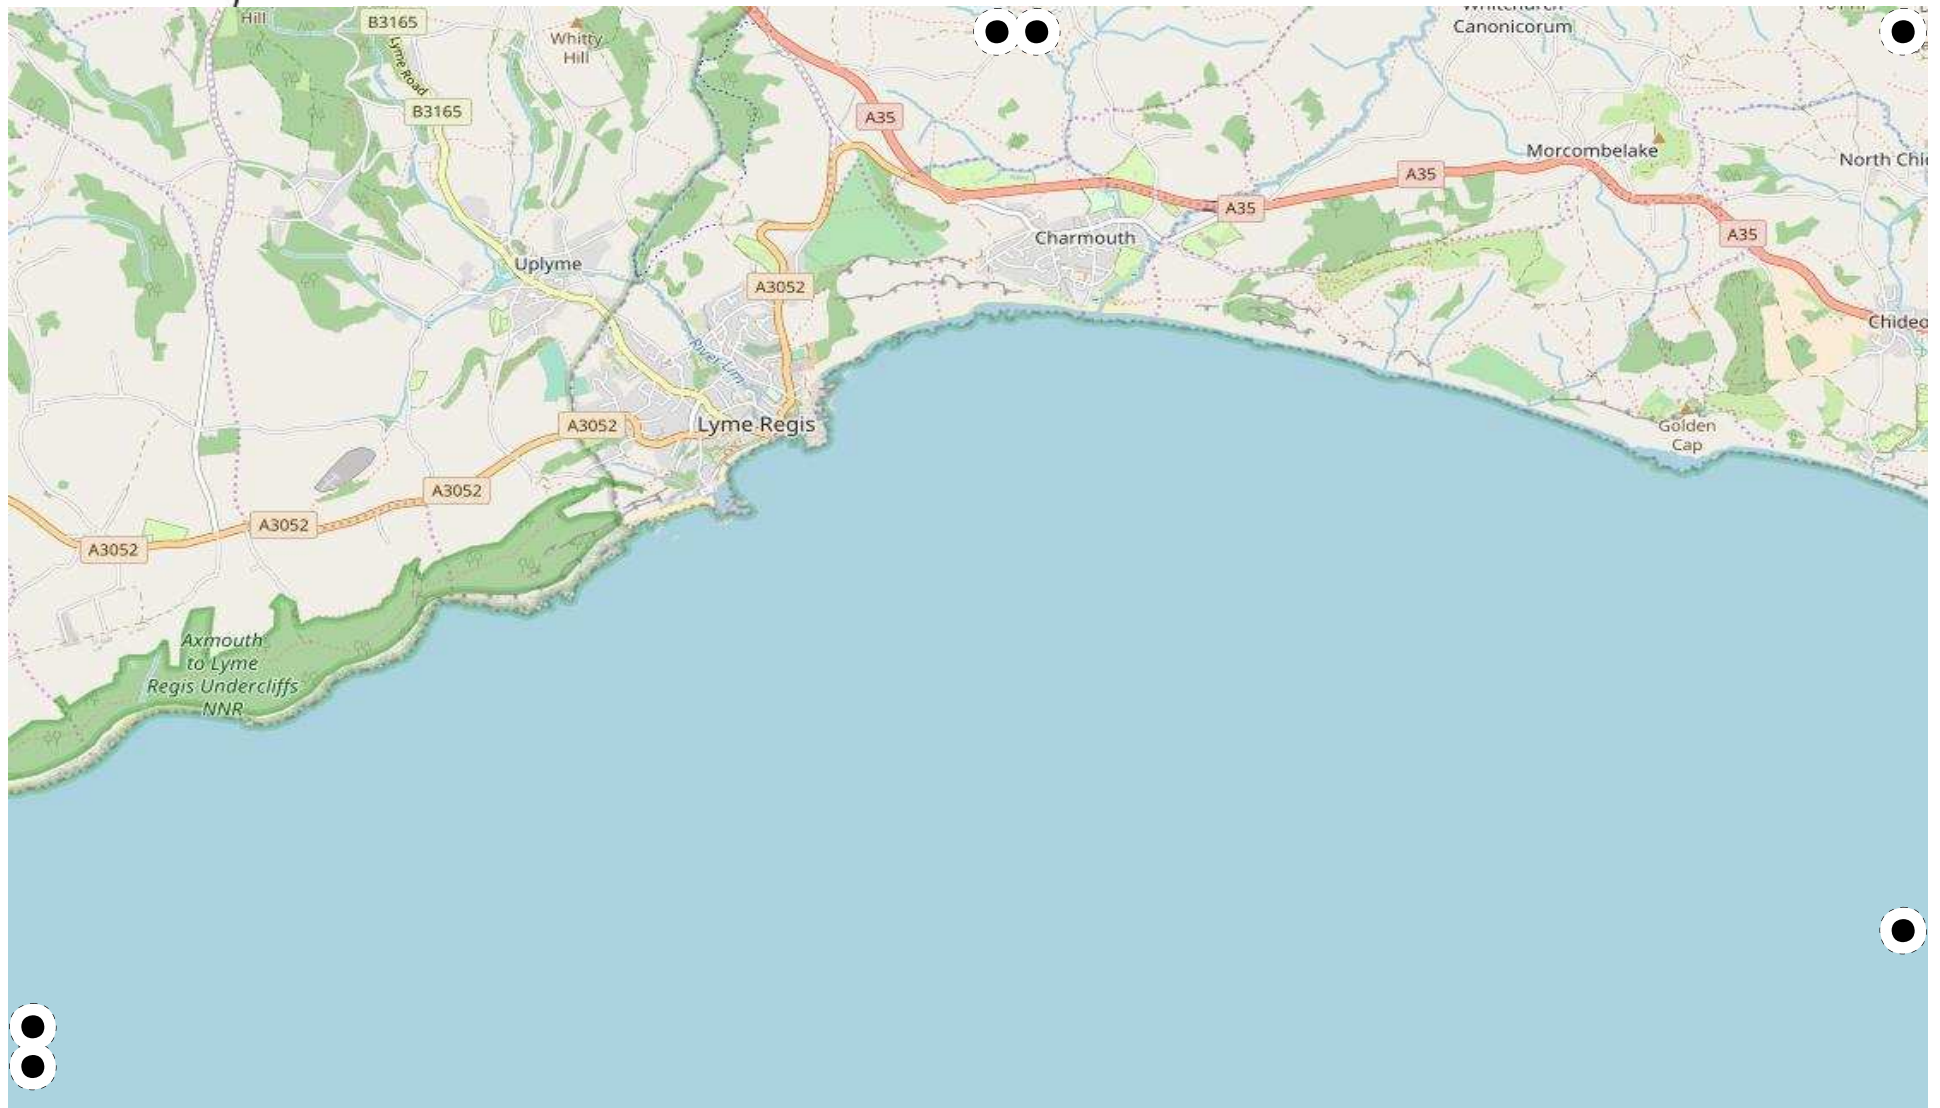 Hill
B3165
Lyme Road
Whitty
Hill
Canonicorum
B3165
A35
Morcombelake
North Chi
A35
A35
A35
Charmouth
Uplyme
A3052
Chideo
River Lim
A3052
Lyme Regis
Golden
Cap
A3052
A3052
A3052
Axmouth
to Lyme
Regis Undercliffs
NNR